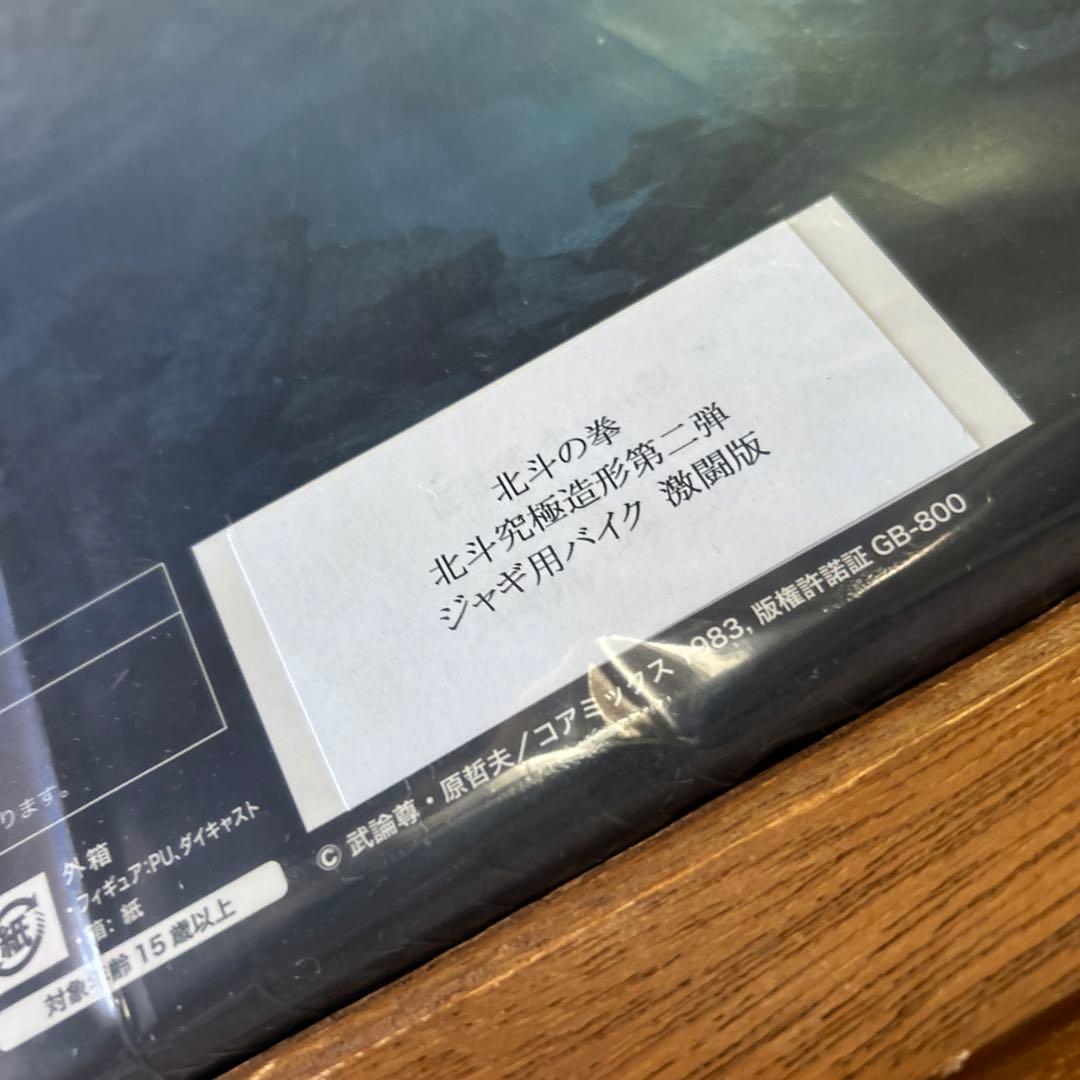 北斗の拳
北斗究極造形第二弾
ジャギ用バイク 激闘版
© 武論尊・原哲夫/コアミックス 1983, 版権許諾証 GB-800
ります。
外箱
・フィギュア:PU、ダイキャスト
箱: 紙
紙
対象年齢 15 歳以上